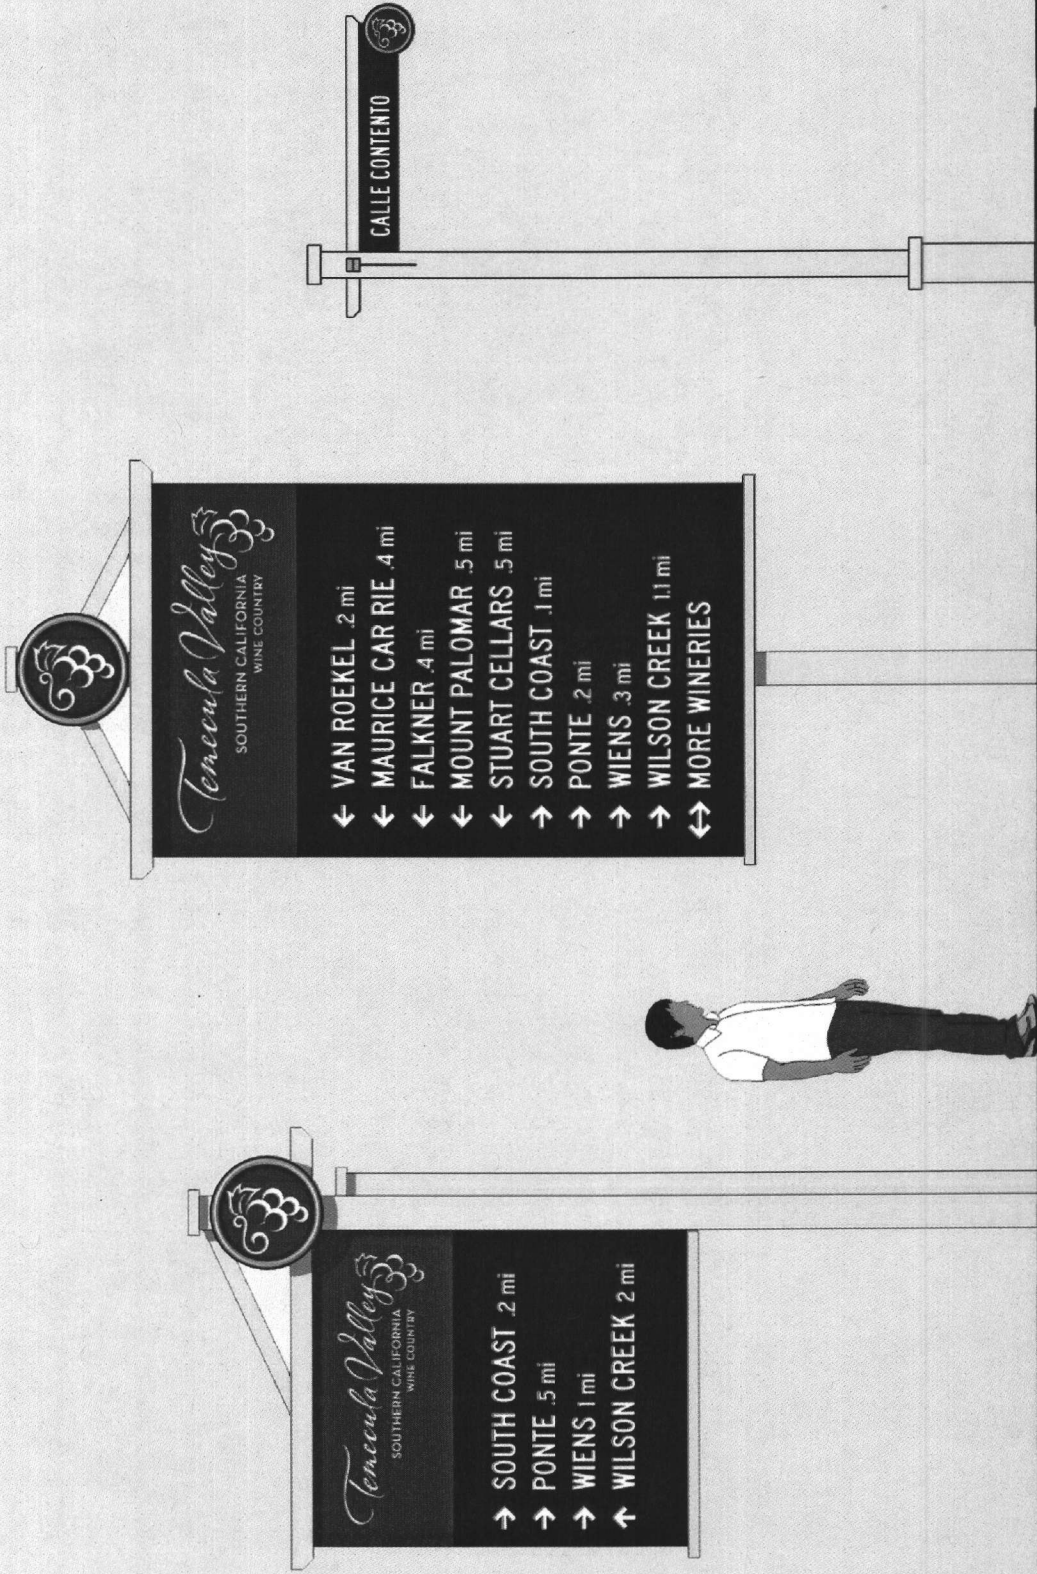 Temecula Valley
SOUTHERN CALIFORNIA
WINE COUNTRY
→ SOUTH COAST .2 mi
→ PONTE .5 mi
→ WIENS 1 mi
↑ WILSON CREEK 2 mi
Temecula Valley
SOUTHERN CALIFORNIA
WINE COUNTRY
← VAN ROEKEL .2 mi
← MAURICE CAR RIE .4 mi
← FALKNER .4 mi
← MOUNT PALOMAR .5 mi
← STUART CELLARS .5 mi
→ SOUTH COAST .1 mi
→ PONTE .2 mi
→ WIENS .3 mi
→ WILSON CREEK 1.1 mi
↔ MORE WINERIES
CALLE CONTENTO